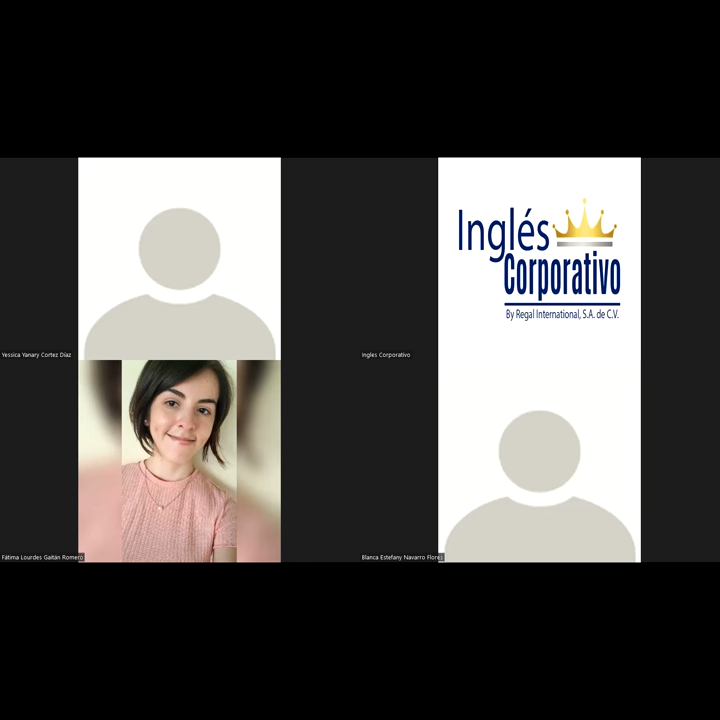 Inglés
Corporativo
By Regal International, S.A. de C.V.
Yessica Yanary Cortez Díaz
Ingles Corporativo
Fátima Lourdes Gaitán Romero
Blanca Estefany Navarro Flores